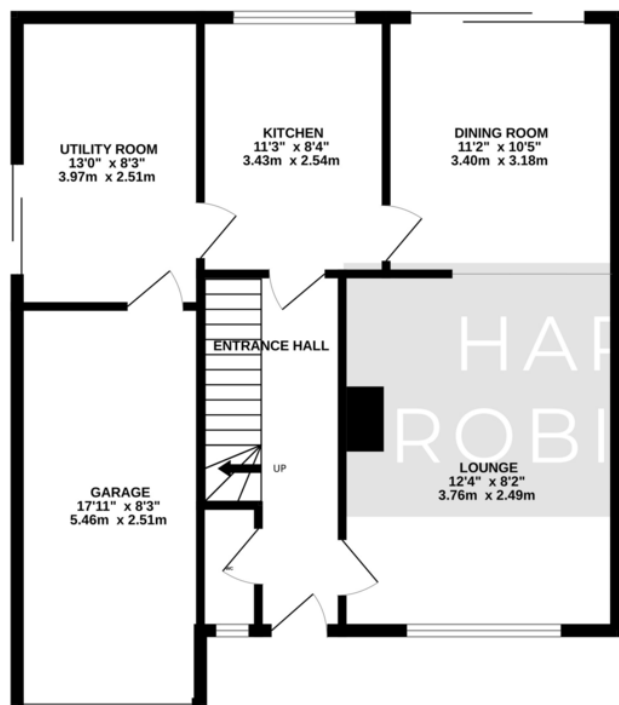 UTILITY ROOM
13'0" x 8'3"
3.97m x 2.51m
KITCHEN
11'3" x 8'4"
3.43m x 2.54m
DINING ROOM
11'2" x 10'5"
3.40m x 3.18m
ENTRANCE HALL
HAR
ROBI
UP
LOUNGE
12'4" x 8'2"
3.76m x 2.49m
GARAGE
17'11" x 8'3"
5.46m x 2.51m
WC